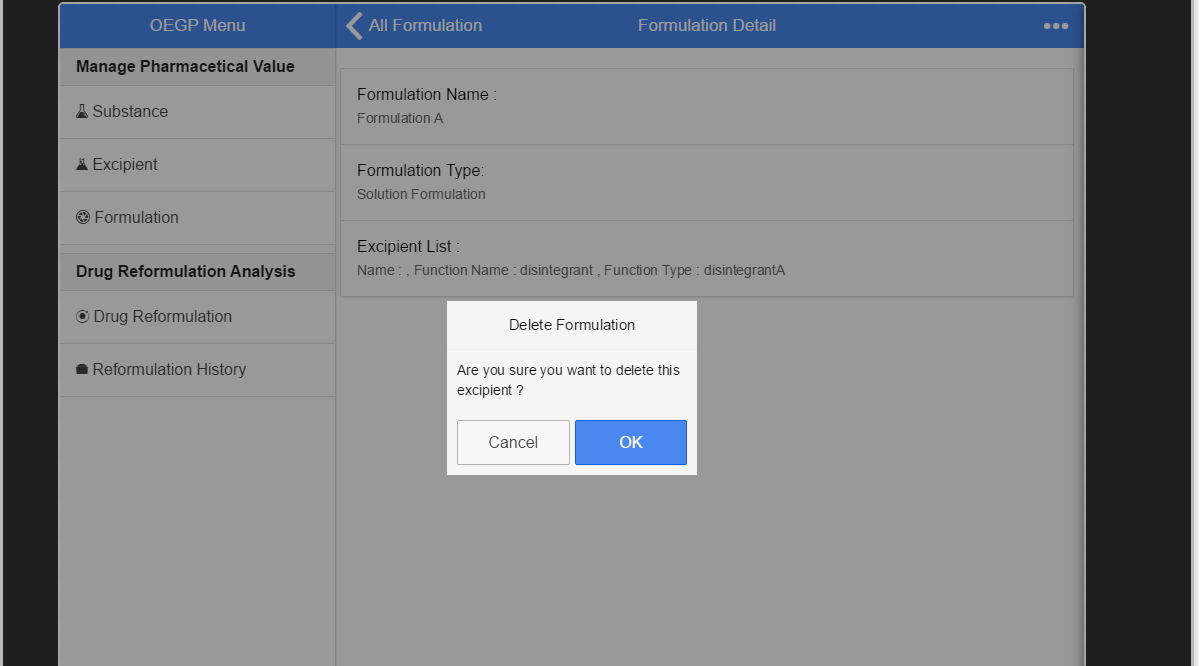 OEGP Menu
All Formulation
Formulation Detail
Manage Pharmacetical Value
Substance
Excipient
Formulation
Drug Reformulation Analysis
Drug Reformulation
Reformulation History
Formulation Name :
Formulation A
Formulation Type:
Solution Formulation
Excipient List :
Name : , Function Name : disintegrant , Function Type : disintegrantA
Delete Formulation
Are you sure you want to delete this
excipient ?
Cancel
OK